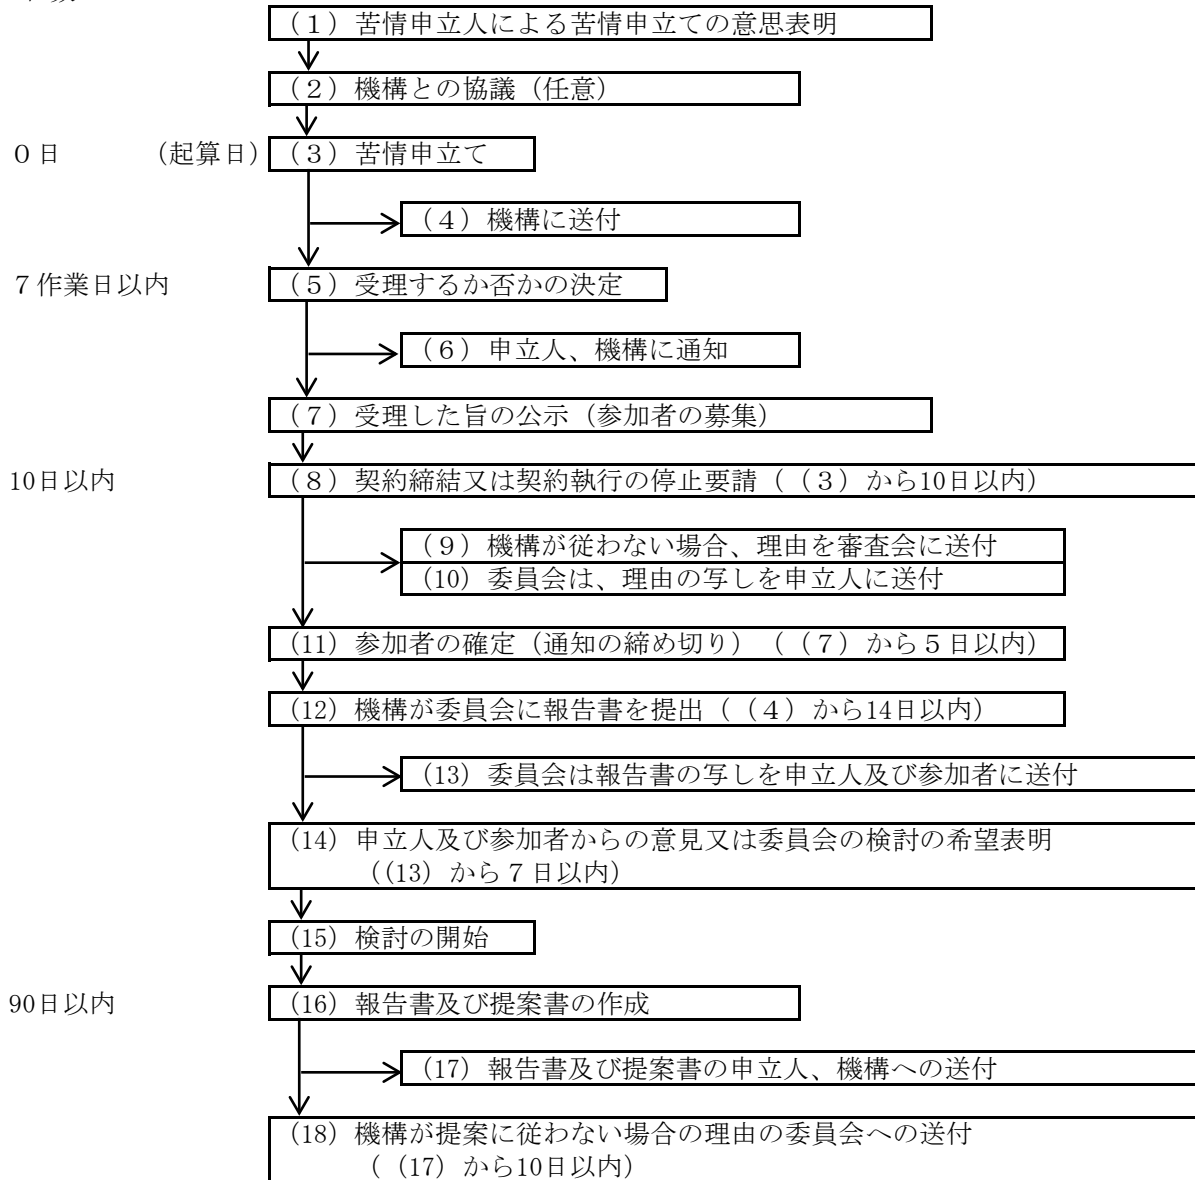 （１）苦情申立人による苦情申立ての意思表明
（２）機構との協議（任意）
０日　（起算日）（３）苦情申立て
（４）機構に送付
７作業日以内　（５）受理するか否かの決定
（６）申立人、機構に通知
（７）受理した旨の公示（参加者の募集）
10日以内　（８）契約締結又は契約執行の停止要請（（３）から10日以内）
（９）機構が従わない場合、理由を審査会に送付
（10）委員会は、理由の写しを申立人に送付
（11）参加者の確定（通知の締め切り）（（７）から５日以内）
（12）機構が委員会に報告書を提出（（４）から14日以内）
（13）委員会は報告書の写しを申立人及び参加者に送付
（14）申立人及び参加者からの意見又は委員会の検討の希望表明
（(13）から７日以内）
（15）検討の開始
90日以内　（16）報告書及び提案書の作成
（17）報告書及び提案書の申立人、機構への送付
（18）機構が提案に従わない場合の理由の委員会への送付
（（17）から10日以内）